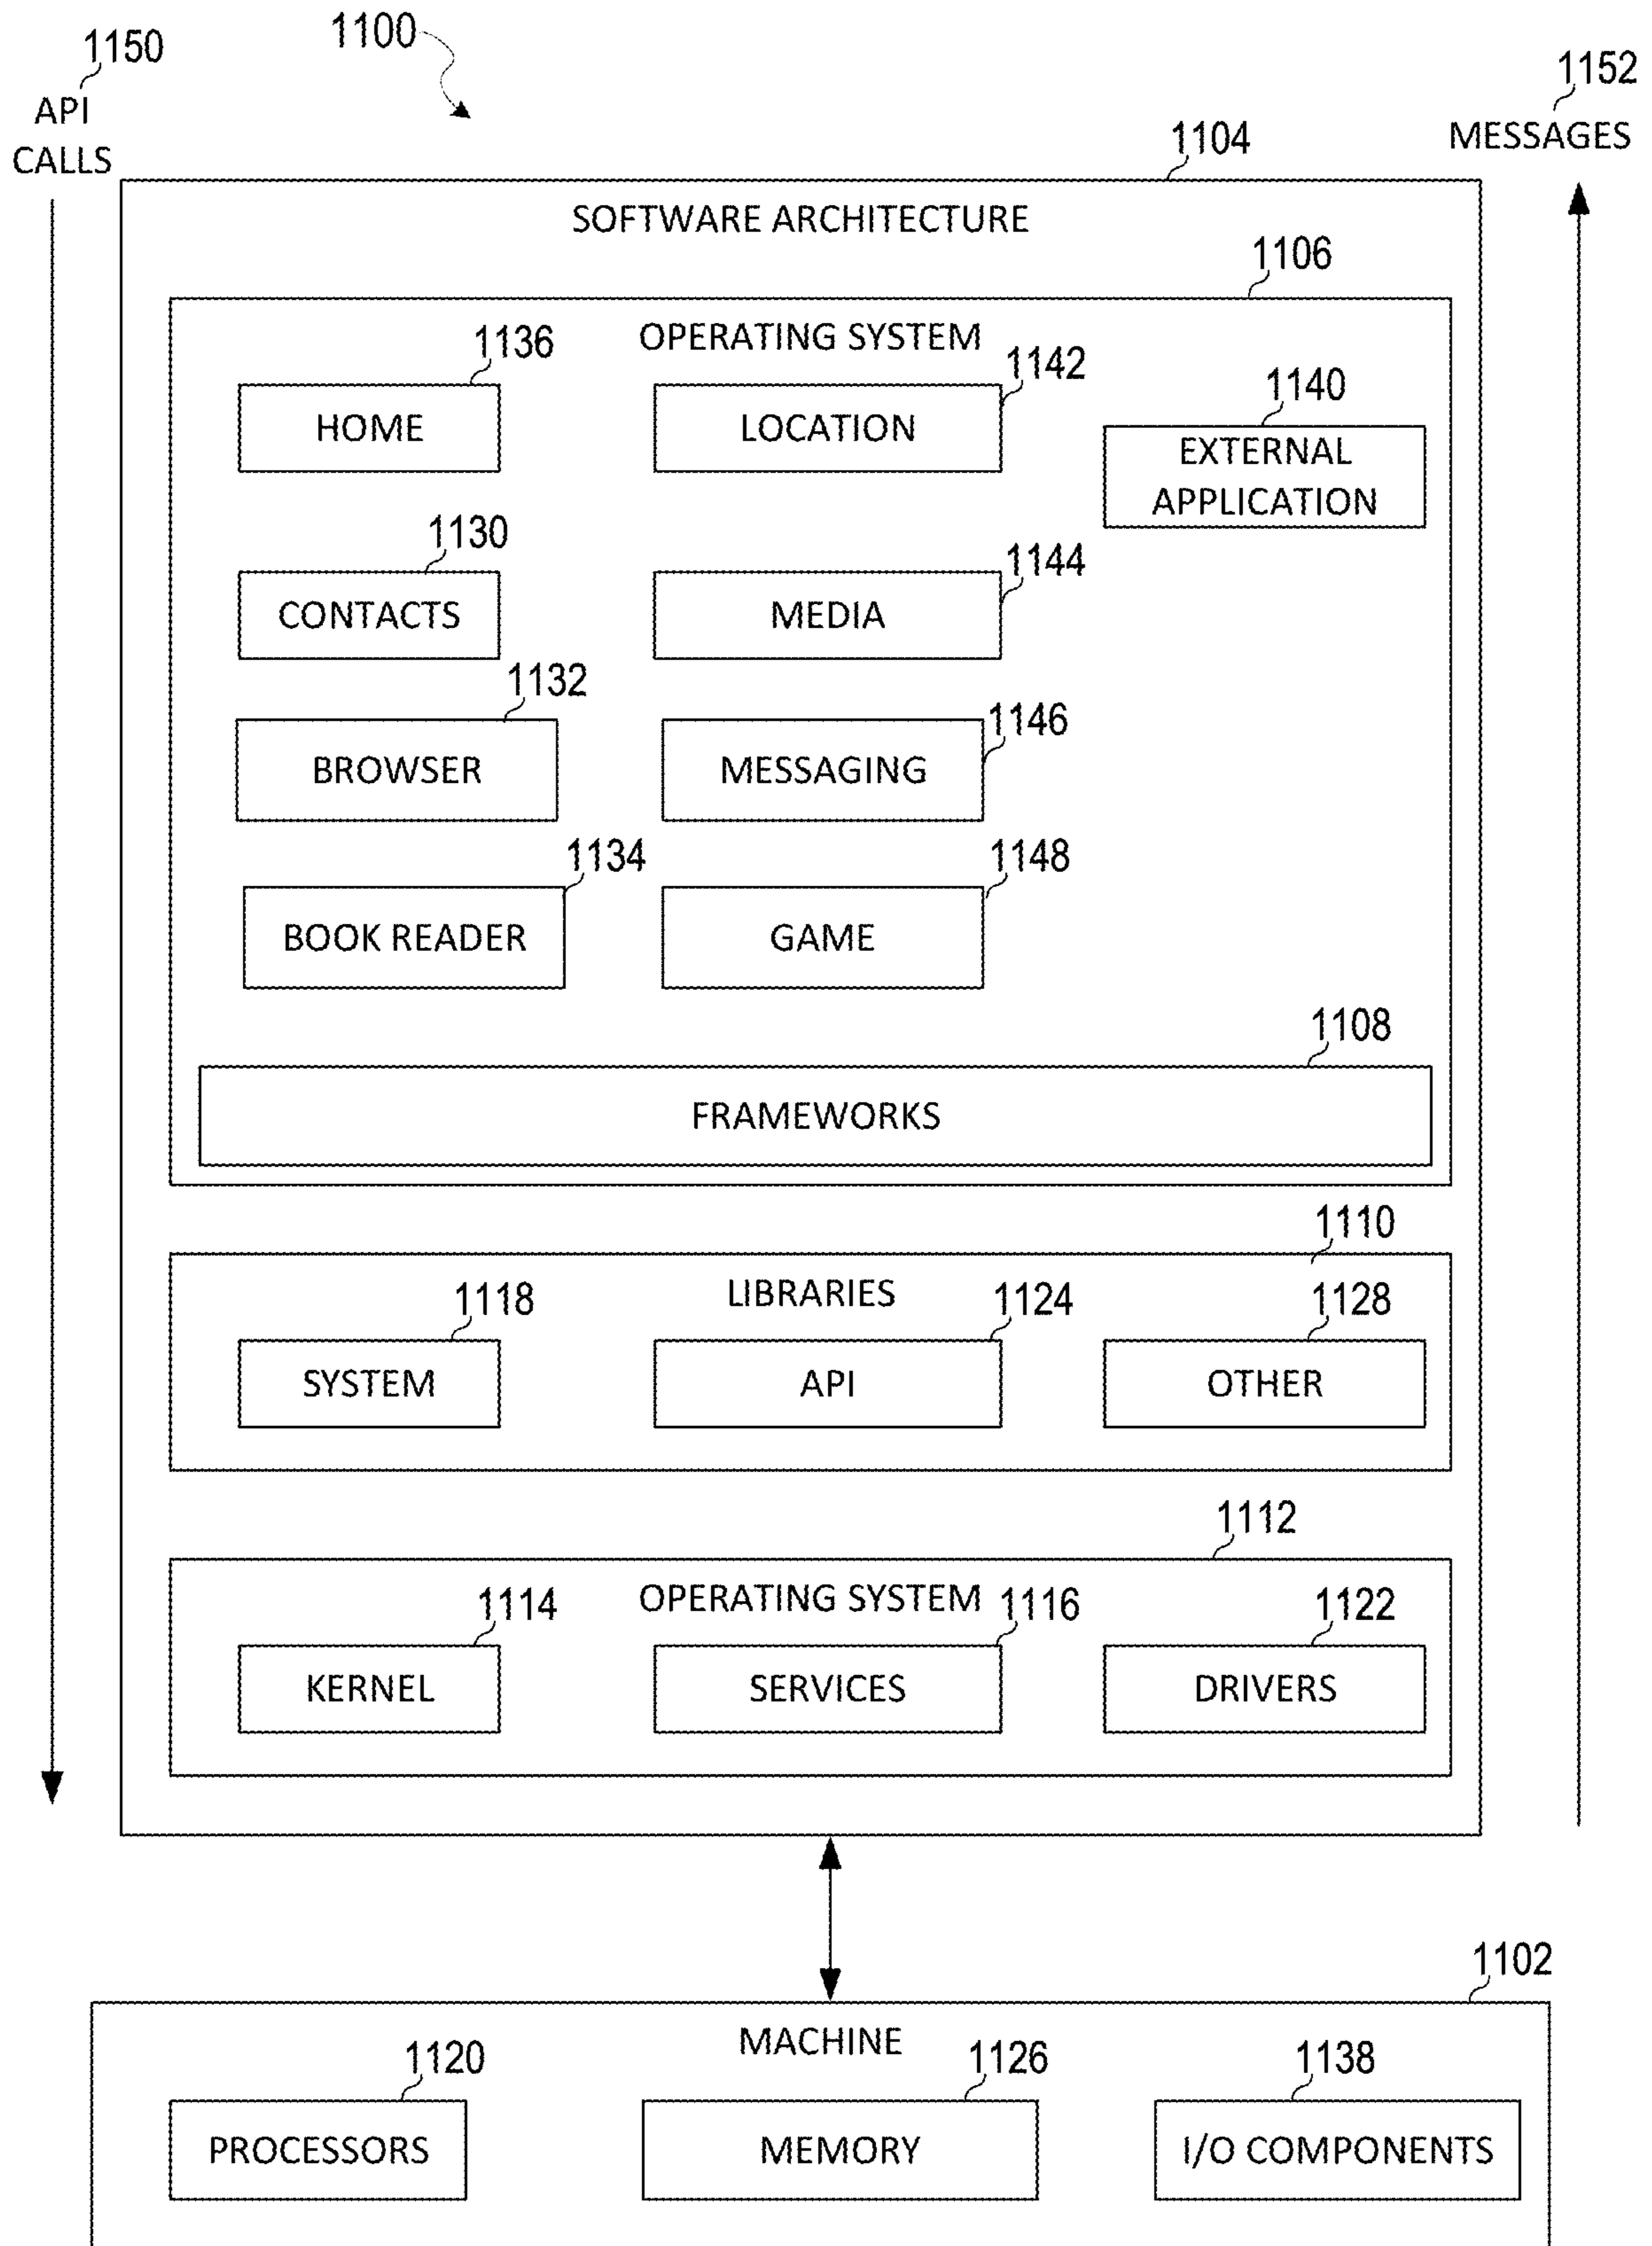 1100
1150
API
CALLS
1152
MESSAGES
1104
SOFTWARE ARCHITECTURE
1106
OPERATING SYSTEM
1136
HOME
1142
LOCATION
1140
EXTERNAL
APPLICATION
1130
CONTACTS
1144
MEDIA
1132
BROWSER
1146
MESSAGING
1134
BOOK READER
1148
GAME
1108
FRAMEWORKS
1110
LIBRARIES
1118
SYSTEM
1124
API
1128
OTHER
1112
OPERATING SYSTEM
1114
KERNEL
1116
SERVICES
1122
DRIVERS
1102
MACHINE
1120
PROCESSORS
1126
MEMORY
1138
I/O COMPONENTS